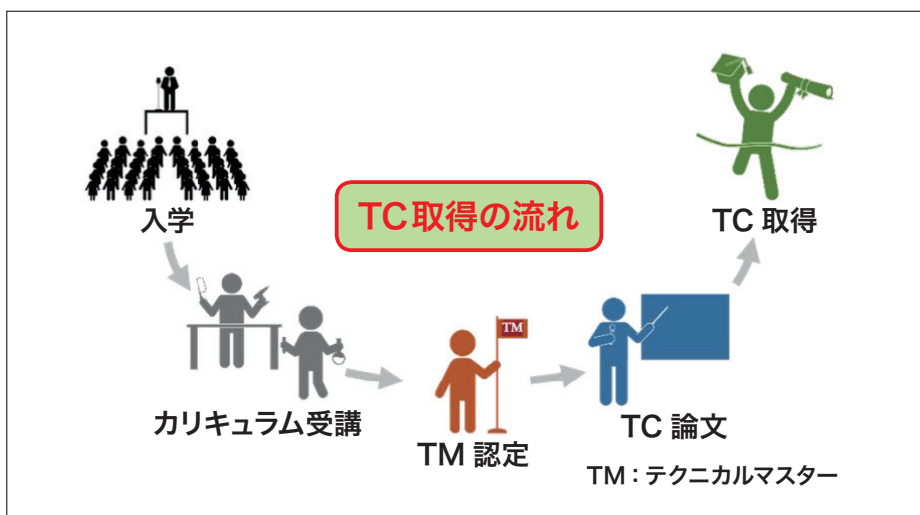 入学
TC取得の流れ
TC 取得
TM
カリキュラム受講
TM 認定
TC 論文
TM：テクニカルマスター